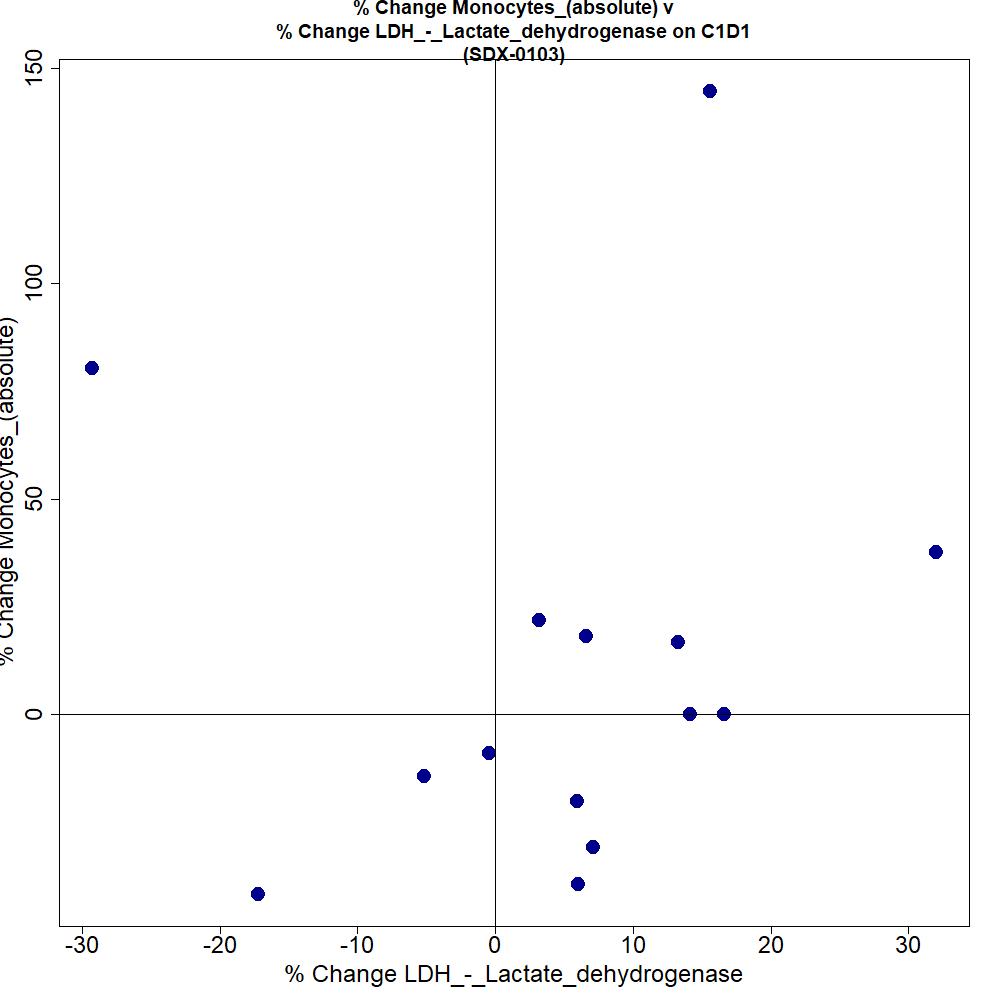 % Change Monocytes_(absolute) v
% Change LDH_-_Lactate_dehydrogenase on C1D1
(SDX-0103)
150
100
50
0
% Change Monocytes_(absolute)
-30 -20 -10 0 10 20 30
% Change LDH_-_Lactate_dehydrogenase